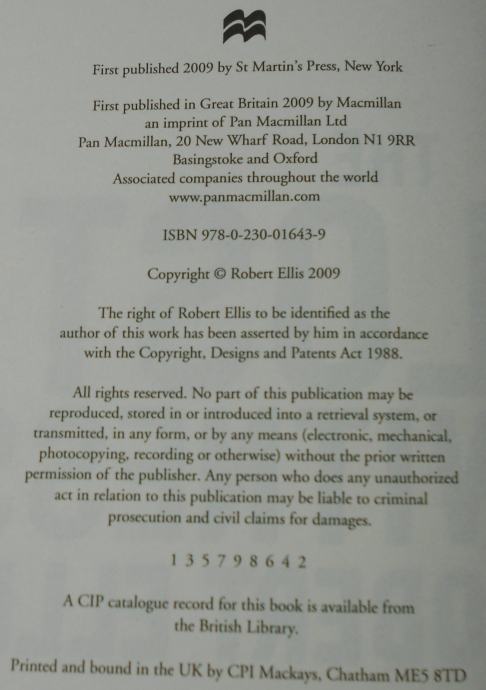 First published 2009 by St Martin's Press, New York
First published in Great Britain 2009 by Macmillan
an imprint of Pan Macmillan Ltd
Pan Macmillan, 20 New Wharf Road, London N1 9RR
Basingstoke and Oxford
Associated companies throughout the world
www.panmacmillan.com
ISBN 978-0-230-01643-9
Copyright © Robert Ellis 2009
The right of Robert Ellis to be identified as the
author of this work has been asserted by him in accordance
with the Copyright, Designs and Patents Act 1988.
All rights reserved. No part of this publication may be
reproduced, stored in or introduced into a retrieval system, or
transmitted, in any form, or by any means (electronic, mechanical,
photocopying, recording or otherwise) without the prior written
permission of the publisher. Any person who does any unauthorized
act in relation to this publication may be liable to criminal
prosecution and civil claims for damages.
1 3 5 7 9 8 6 4 2
A CIP catalogue record for this book is available from
the British Library.
Printed and bound in the UK by CPI Mackays, Chatham ME5 8TD